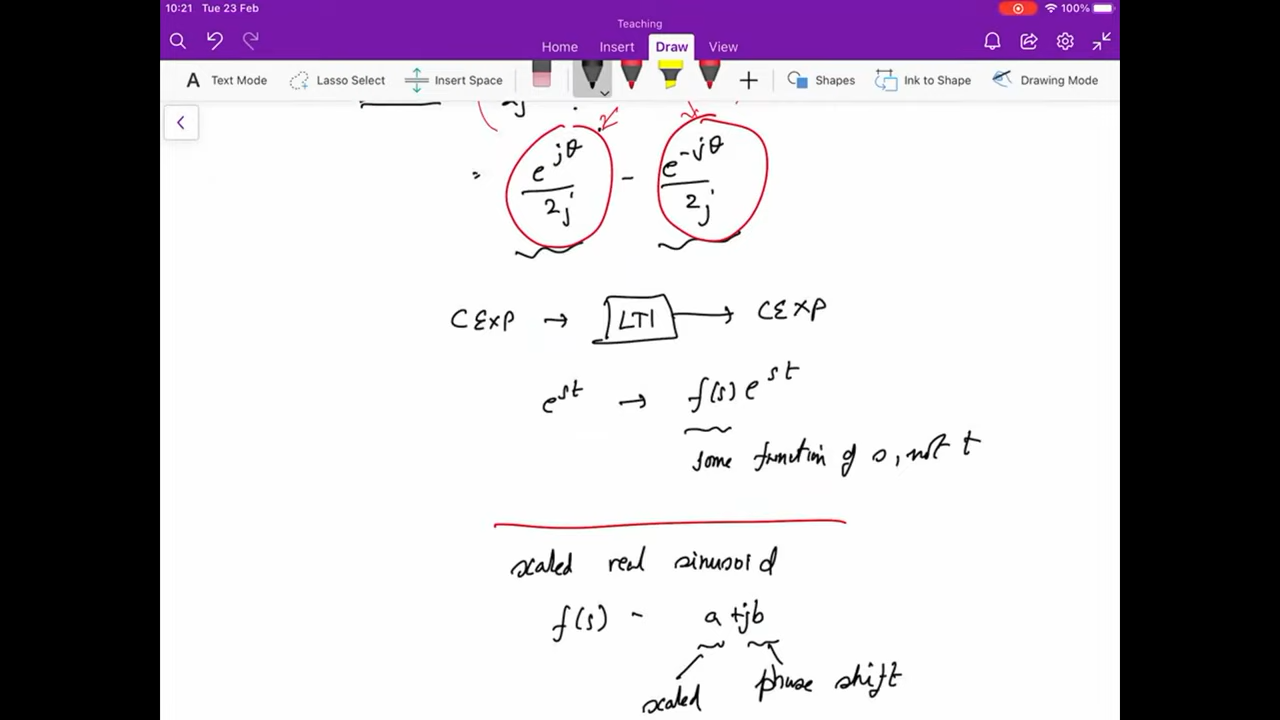 10:21 Tue 23 Feb
100%
Teaching
Home Insert Draw View
Text Mode Lasso Select Insert Space Shapes Ink to Shape Drawing Mode
2j
= e^{jθ}/2j - e^{-jθ}/2j
CEXP → LTI → CEXP
e^{st} → f(s) e^{st}
some function of s, not t
scaled real sinusoid
f(s) - a + jb
scaled phase shift